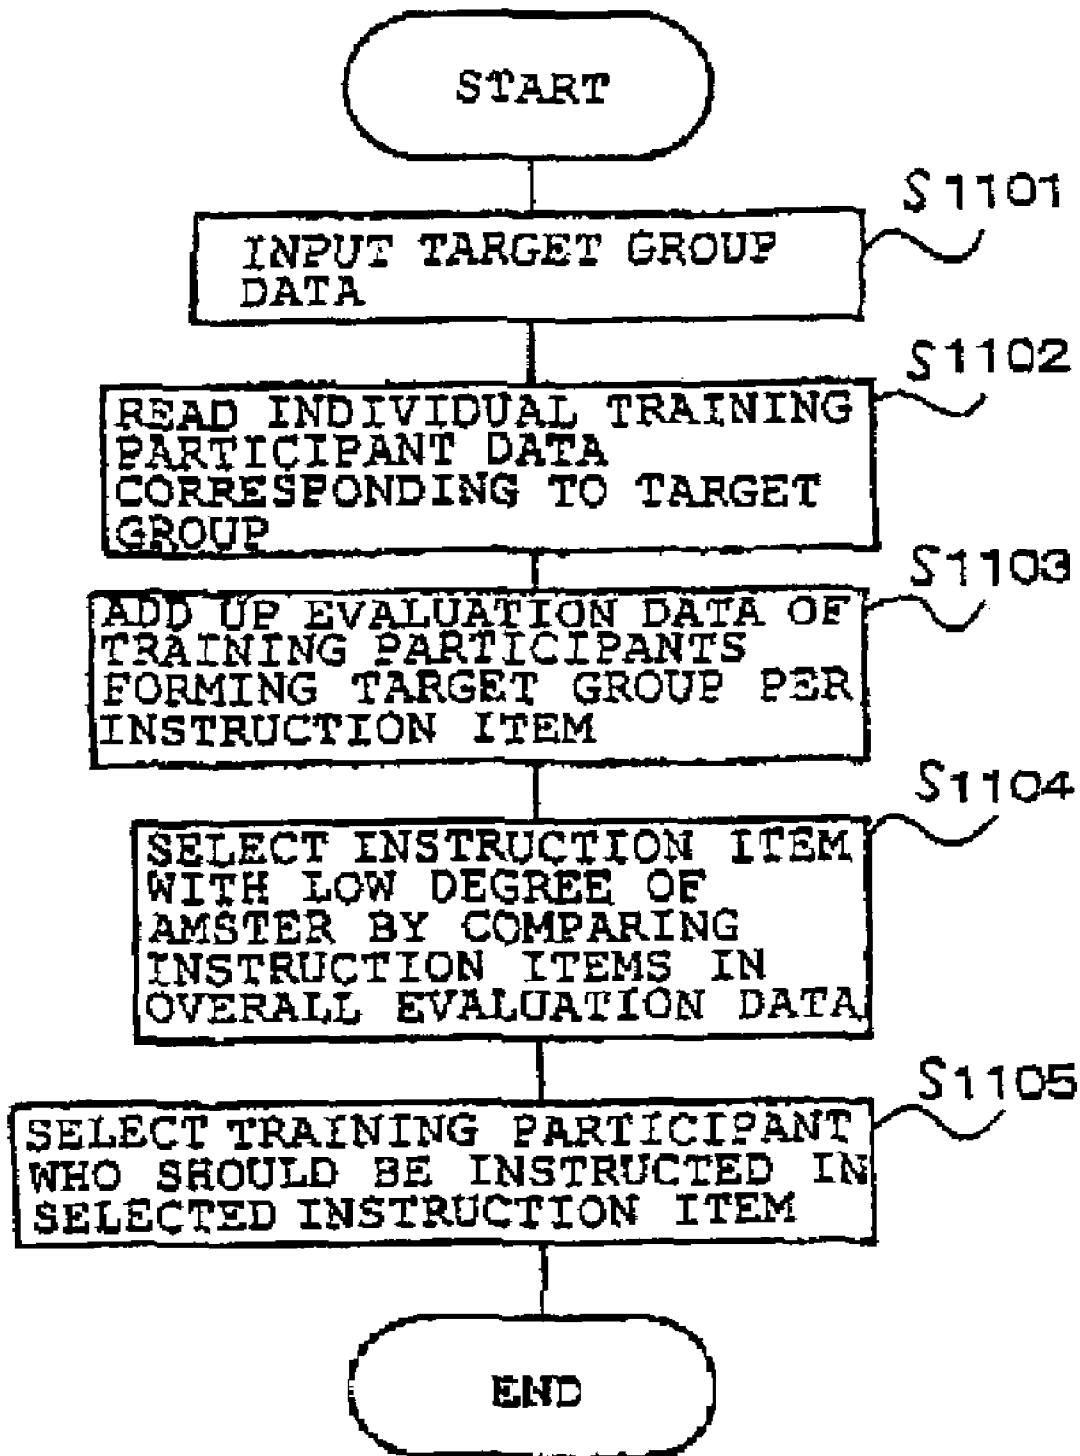 START
S1101
INPUT TARGET GROUP
DATA
S1102
READ INDIVIDUAL TRAINING
PARTICIPANT DATA
CORRESPONDING TO TARGET
GROUP
S1103
ADD UP EVALUATION DATA OF
TRAINING PARTICIPANTS
FORMING TARGET GROUP PER
INSTRUCTION ITEM
S1104
SELECT INSTRUCTION ITEM
WITH LOW DEGREE OF
AMSTER BY COMPARING
INSTRUCTION ITEMS IN
OVERALL EVALUATION DATA
S1105
SELECT TRAINING PARTICIPANT
WHO SHOULD BE INSTRUCTED IN
SELECTED INSTRUCTION ITEM
END